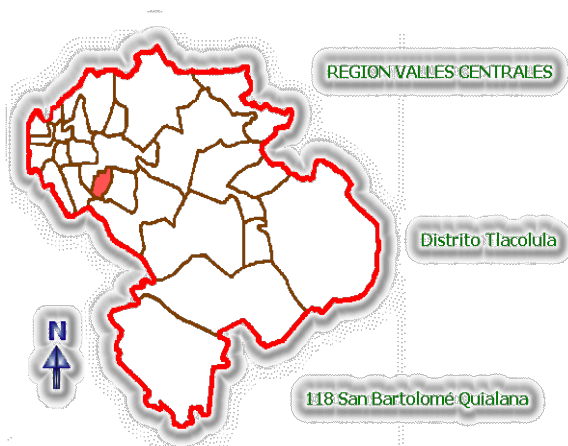 REGION VALLES CENTRALES
Distrito Tlacolula
N
118 San Bartolomé Quialana